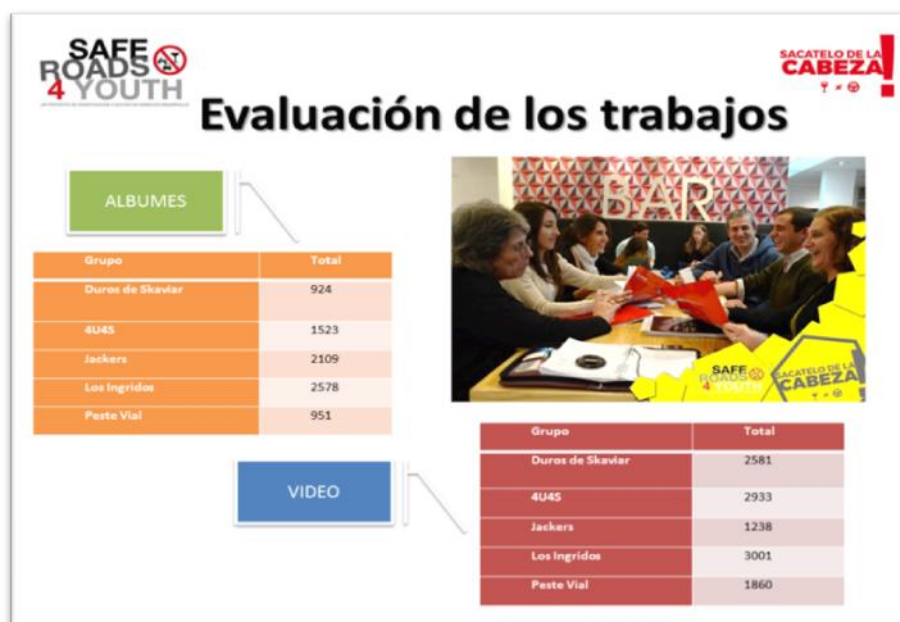 SAFE
ROADS
4 YOUTH
SACATELO DE LA
CABEZA!
Evaluación de los trabajos
ALBUMES
Grupo Total
Duros de Skaviar 924
4U4S 1523
Jackers 2109
Los Ingridos 2578
Peste Vial 951
BAR
SAFE
ROADS
4 YOUTH
SACATELO DE LA
CABEZA!
VIDEO
Grupo Total
Duros de Skaviar 2581
4U4S 2933
Jackers 1238
Los Ingridos 3001
Peste Vial 1860